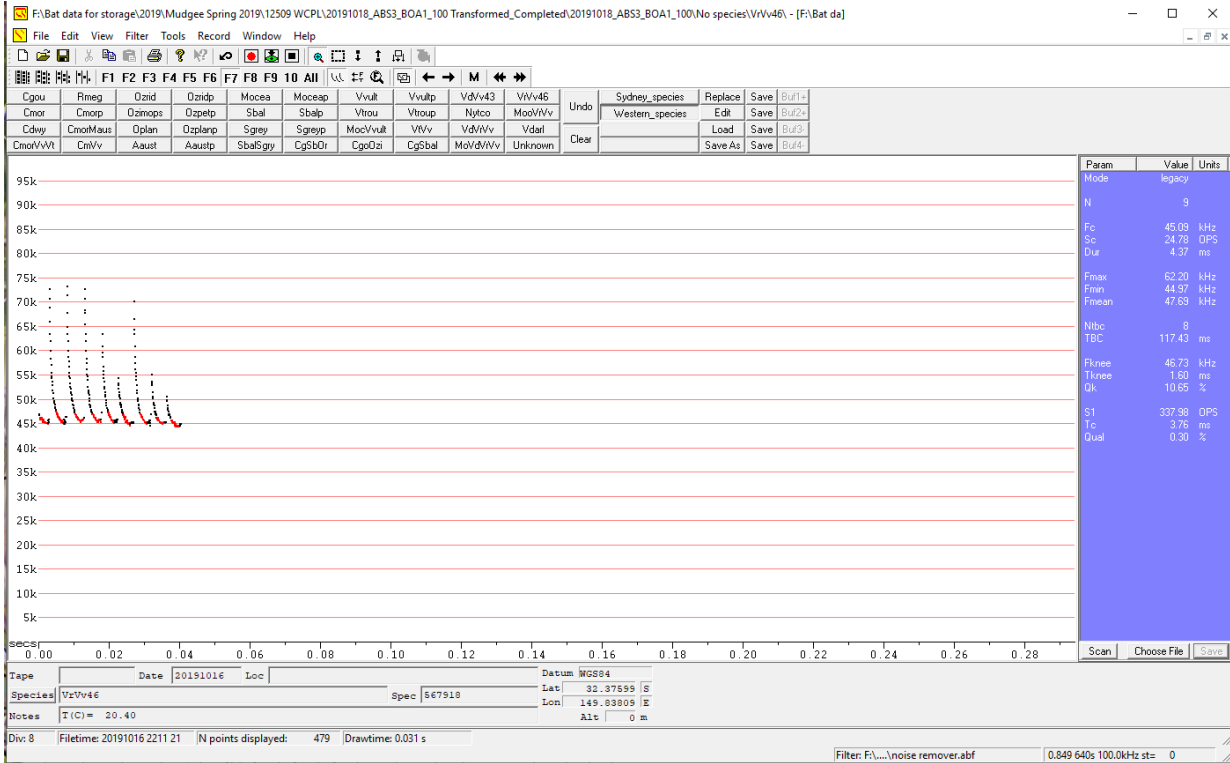 F:\Bat data for storage\2019\Mudgee Spring 2019\12509 WCPL\20191018_ABS3_BOA1_100 Transformed_Completed\20191018_ABS3_BOA1_100\No species\VrVv46\ - [F:\Bat da]
File Edit View Filter Tools Record Window Help
F1 F2 F3 F4 F5 F6 F7 F8 F9 10 All M
Cgou Rmeg Ozrid Ozridp Mocea Moceap Vvult Vvultp VdVv43 VrVv46 Undo Sydney_species Replace Save Buf1+
Cmor Cmorp Ozimops Ozpetp Sbal Sbalp Vtrou Vtroup Nytco MooVrVv Western_species Edit Save Buf2+
Cdwy CmorMaus Oplan Ozplanp Sgrey Sgreyp MocVvult VfVv VdVrVv Vdarl Clear Load Save Buf3-
CmorVvVt CmVv Aaust Aaustp SbalSgry CgSbOr CgoOzi CgSbal MoVdVrVv Unknown Save As Save Buf4-
Param Value Units
Mode legacy
N 9
Fc 45.09 kHz
Sc 24.78 OPS
Dur 4.37 ms
Fmax 62.20 kHz
Fmin 44.97 kHz
Fmean 47.69 kHz
Ntbc 8
TBC 117.43 ms
Fknee 46.73 kHz
Tknee 1.60 ms
Qk 10.65 %
S1 337.98 OPS
Tc 3.76 ms
Qual 0.30 %
95k
90k
85k
80k
75k
70k
65k
60k
55k
50k
45k
40k
35k
30k
25k
20k
15k
10k
5k
secs
0.00 0.02 0.04 0.06 0.08 0.10 0.12 0.14 0.16 0.18 0.20 0.22 0.24 0.26 0.28
Scan Choose File Save
Tape Date 20191016 Loc Datum WGS84
Species VrVv46 Spec 567918 Lat 32.37599 S
Lon 149.83809 E
Notes T(C)= 20.40 Alt 0 m
Div: 8 Filetime: 20191016 2211 21 N points displayed: 479 Drawtime: 0.031 s
Filter: F:\....\noise remover.abf 0.849 640s 100.0kHz st= 0